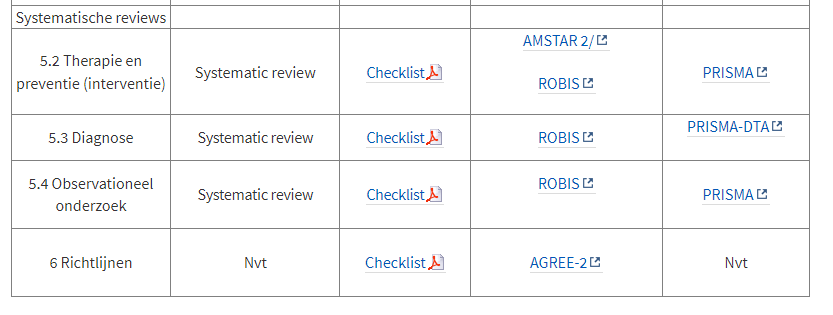 Systematische reviews
5.2 Therapie en
preventie (interventie)
Systematic review
Checklist
AMSTAR 2/
ROBIS
PRISMA
5.3 Diagnose
Systematic review
Checklist
ROBIS
PRISMA-DTA
5.4 Observationeel
onderzoek
Systematic review
Checklist
ROBIS
PRISMA
6 Richtlijnen
Nvt
Checklist
AGREE-2
Nvt